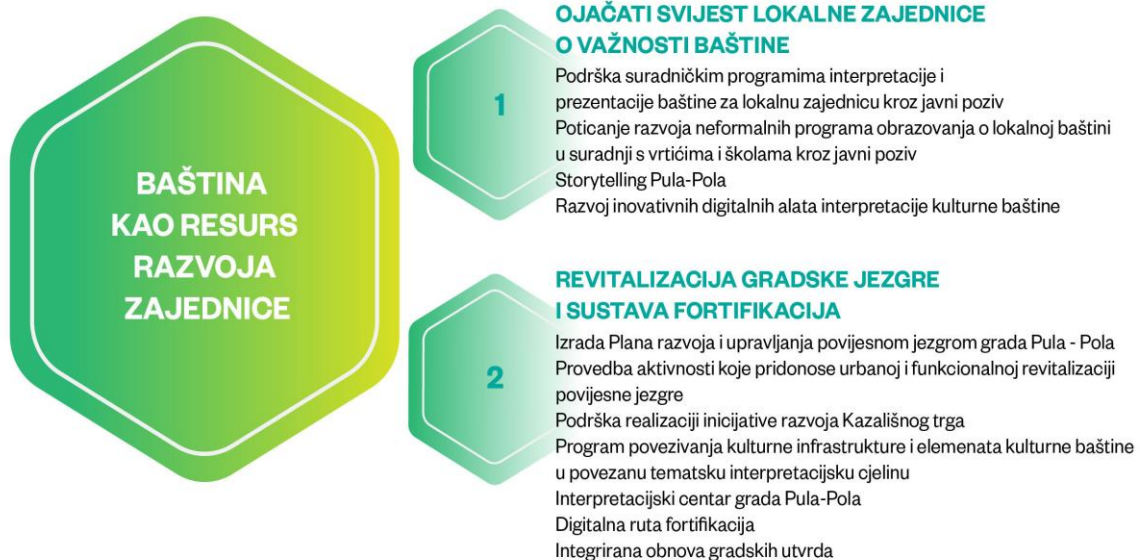 BAŠTINA
KAO RESURS
RAZVOJA
ZAJEDNICE
1
OJAČATI SVIJEST LOKALNE ZAJEDNICE
O VAŽNOSTI BAŠTINE
Podrška suradničkim programima interpretacije i
prezentacije baštine za lokalnu zajednicu kroz javni poziv
Poticanje razvoja neformalnih programa obrazovanja o lokalnoj baštini
u suradnji s vrtićima i školama kroz javni poziv
Storytelling Pula-Pola
Razvoj inovativnih digitalnih alata interpretacije kulturne baštine
2
REVITALIZACIJA GRADSKE JEZGRE
I SUSTAVA FORTIFIKACIJA
Izrada Plana razvoja i upravljanja povijesnom jezgrom grada Pula - Pola
Provedba aktivnosti koje pridonose urbanoj i funkcionalnoj revitalizaciji
povijesne jezgre
Podrška realizaciji inicijative razvoja Kazališnog trga
Program povezivanja kulturne infrastrukture i elemenata kulturne baštine
u povezanu tematsku interpretacijsku cjelinu
Interpretacijski centar grada Pula-Pola
Digitalna ruta fortifikacija
Integrirana obnova gradskih utvrda